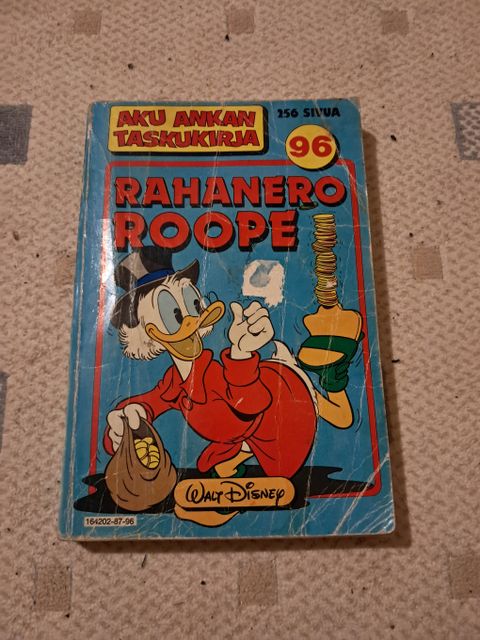 AKU ANKAN
TASKUKIRJA
256 SIVUA
96
RAHANERO
ROOPE
WALT DISNEY
164202-87-96